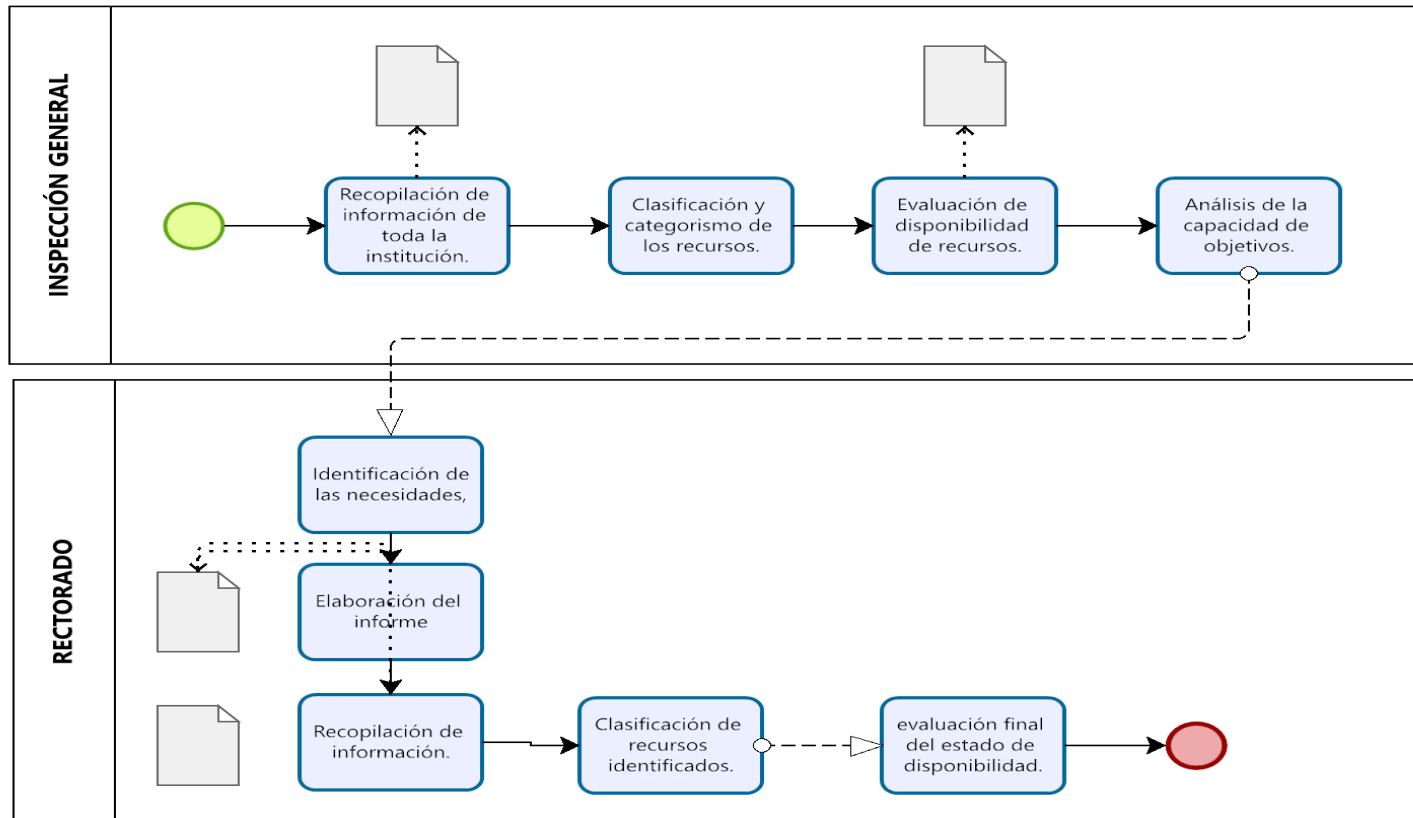 INSPECCIÓN GENERAL
Recopilación de
información de
toda la
institución.
Clasificación y
categorismo de
los recursos.
Evaluación de
disponibilidad
de recursos.
Análisis de la
capacidad de
objetivos.
RECTORADO
Identificación de
las necesidades,
Elaboración del
informe
Recopilación de
información.
Clasificación de
recursos
identificados.
evaluación final
del estado de
disponibilidad.